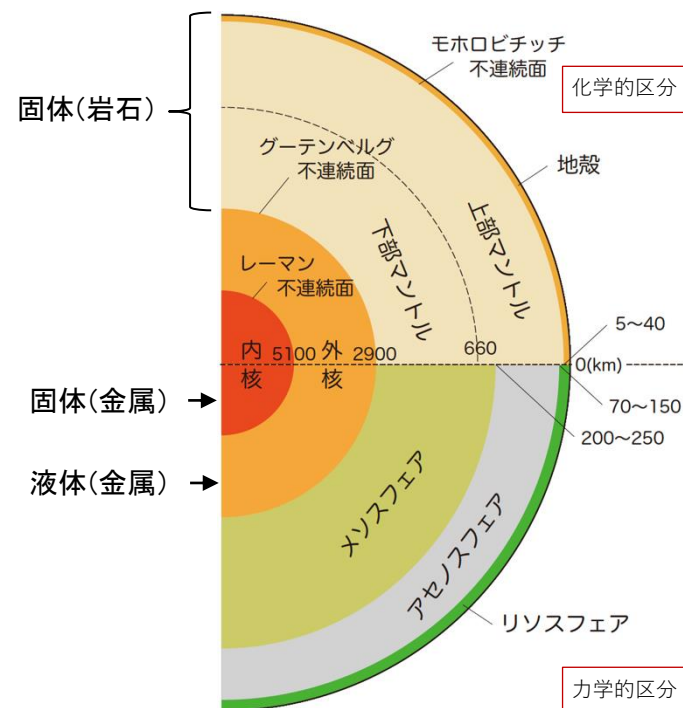 モホロビチッチ
不連続面
化学的区分
固体(岩石)
グーテンベルグ
不連続面
地殻
上部マントル
下部マントル
レーマン
不連続面
5~40
内核
5100
外核
2900
660
0(km)
70~150
固体(金属)
200~250
メソスフェア
液体(金属)
アセノスフェア
リソスフェア
力学的区分